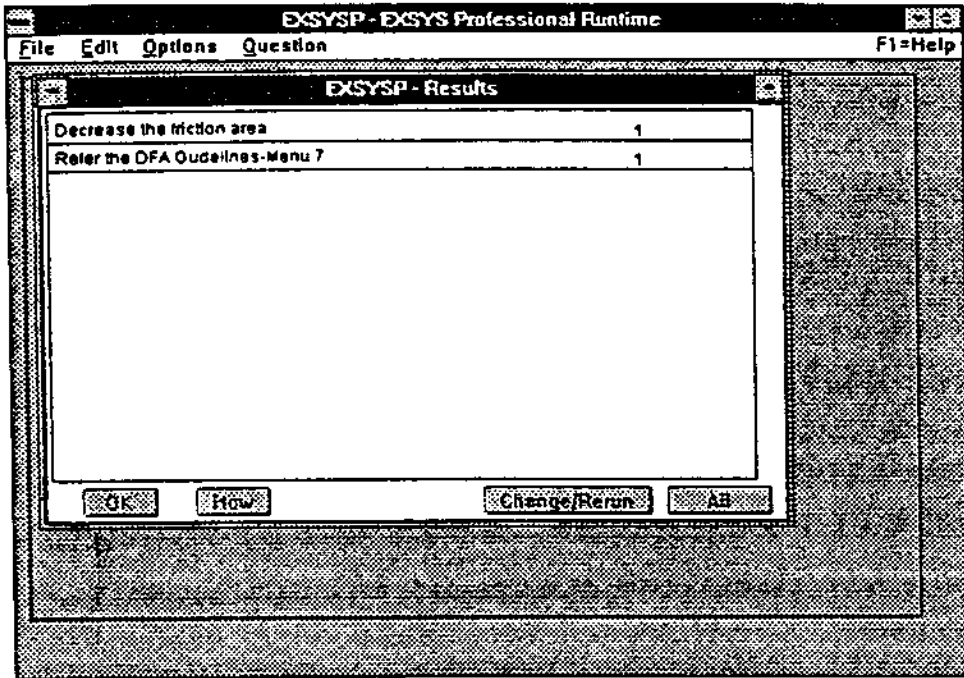 EXSYSP - EXSYS Professional Runtime
File Edit Options Question F1=Help
EXSYSP - Results
Decrease the friction area 1
Refer the DFA Gudelines-Menu 7 1
OK How Change/Rerun All